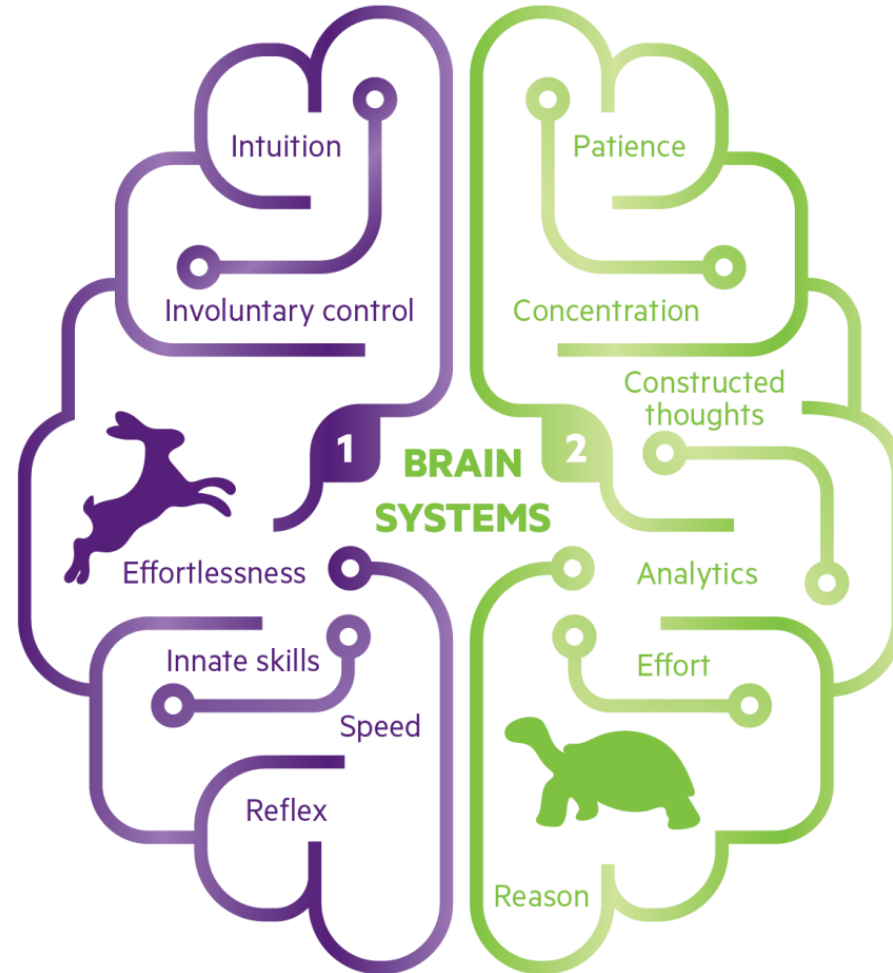 Intuition
Involuntary control
1
Effortlessness
Innate skills
Speed
Reflex
BRAIN
SYSTEMS
Patience
Concentration
Constructed
thoughts
2
Analytics
Effort
Reason